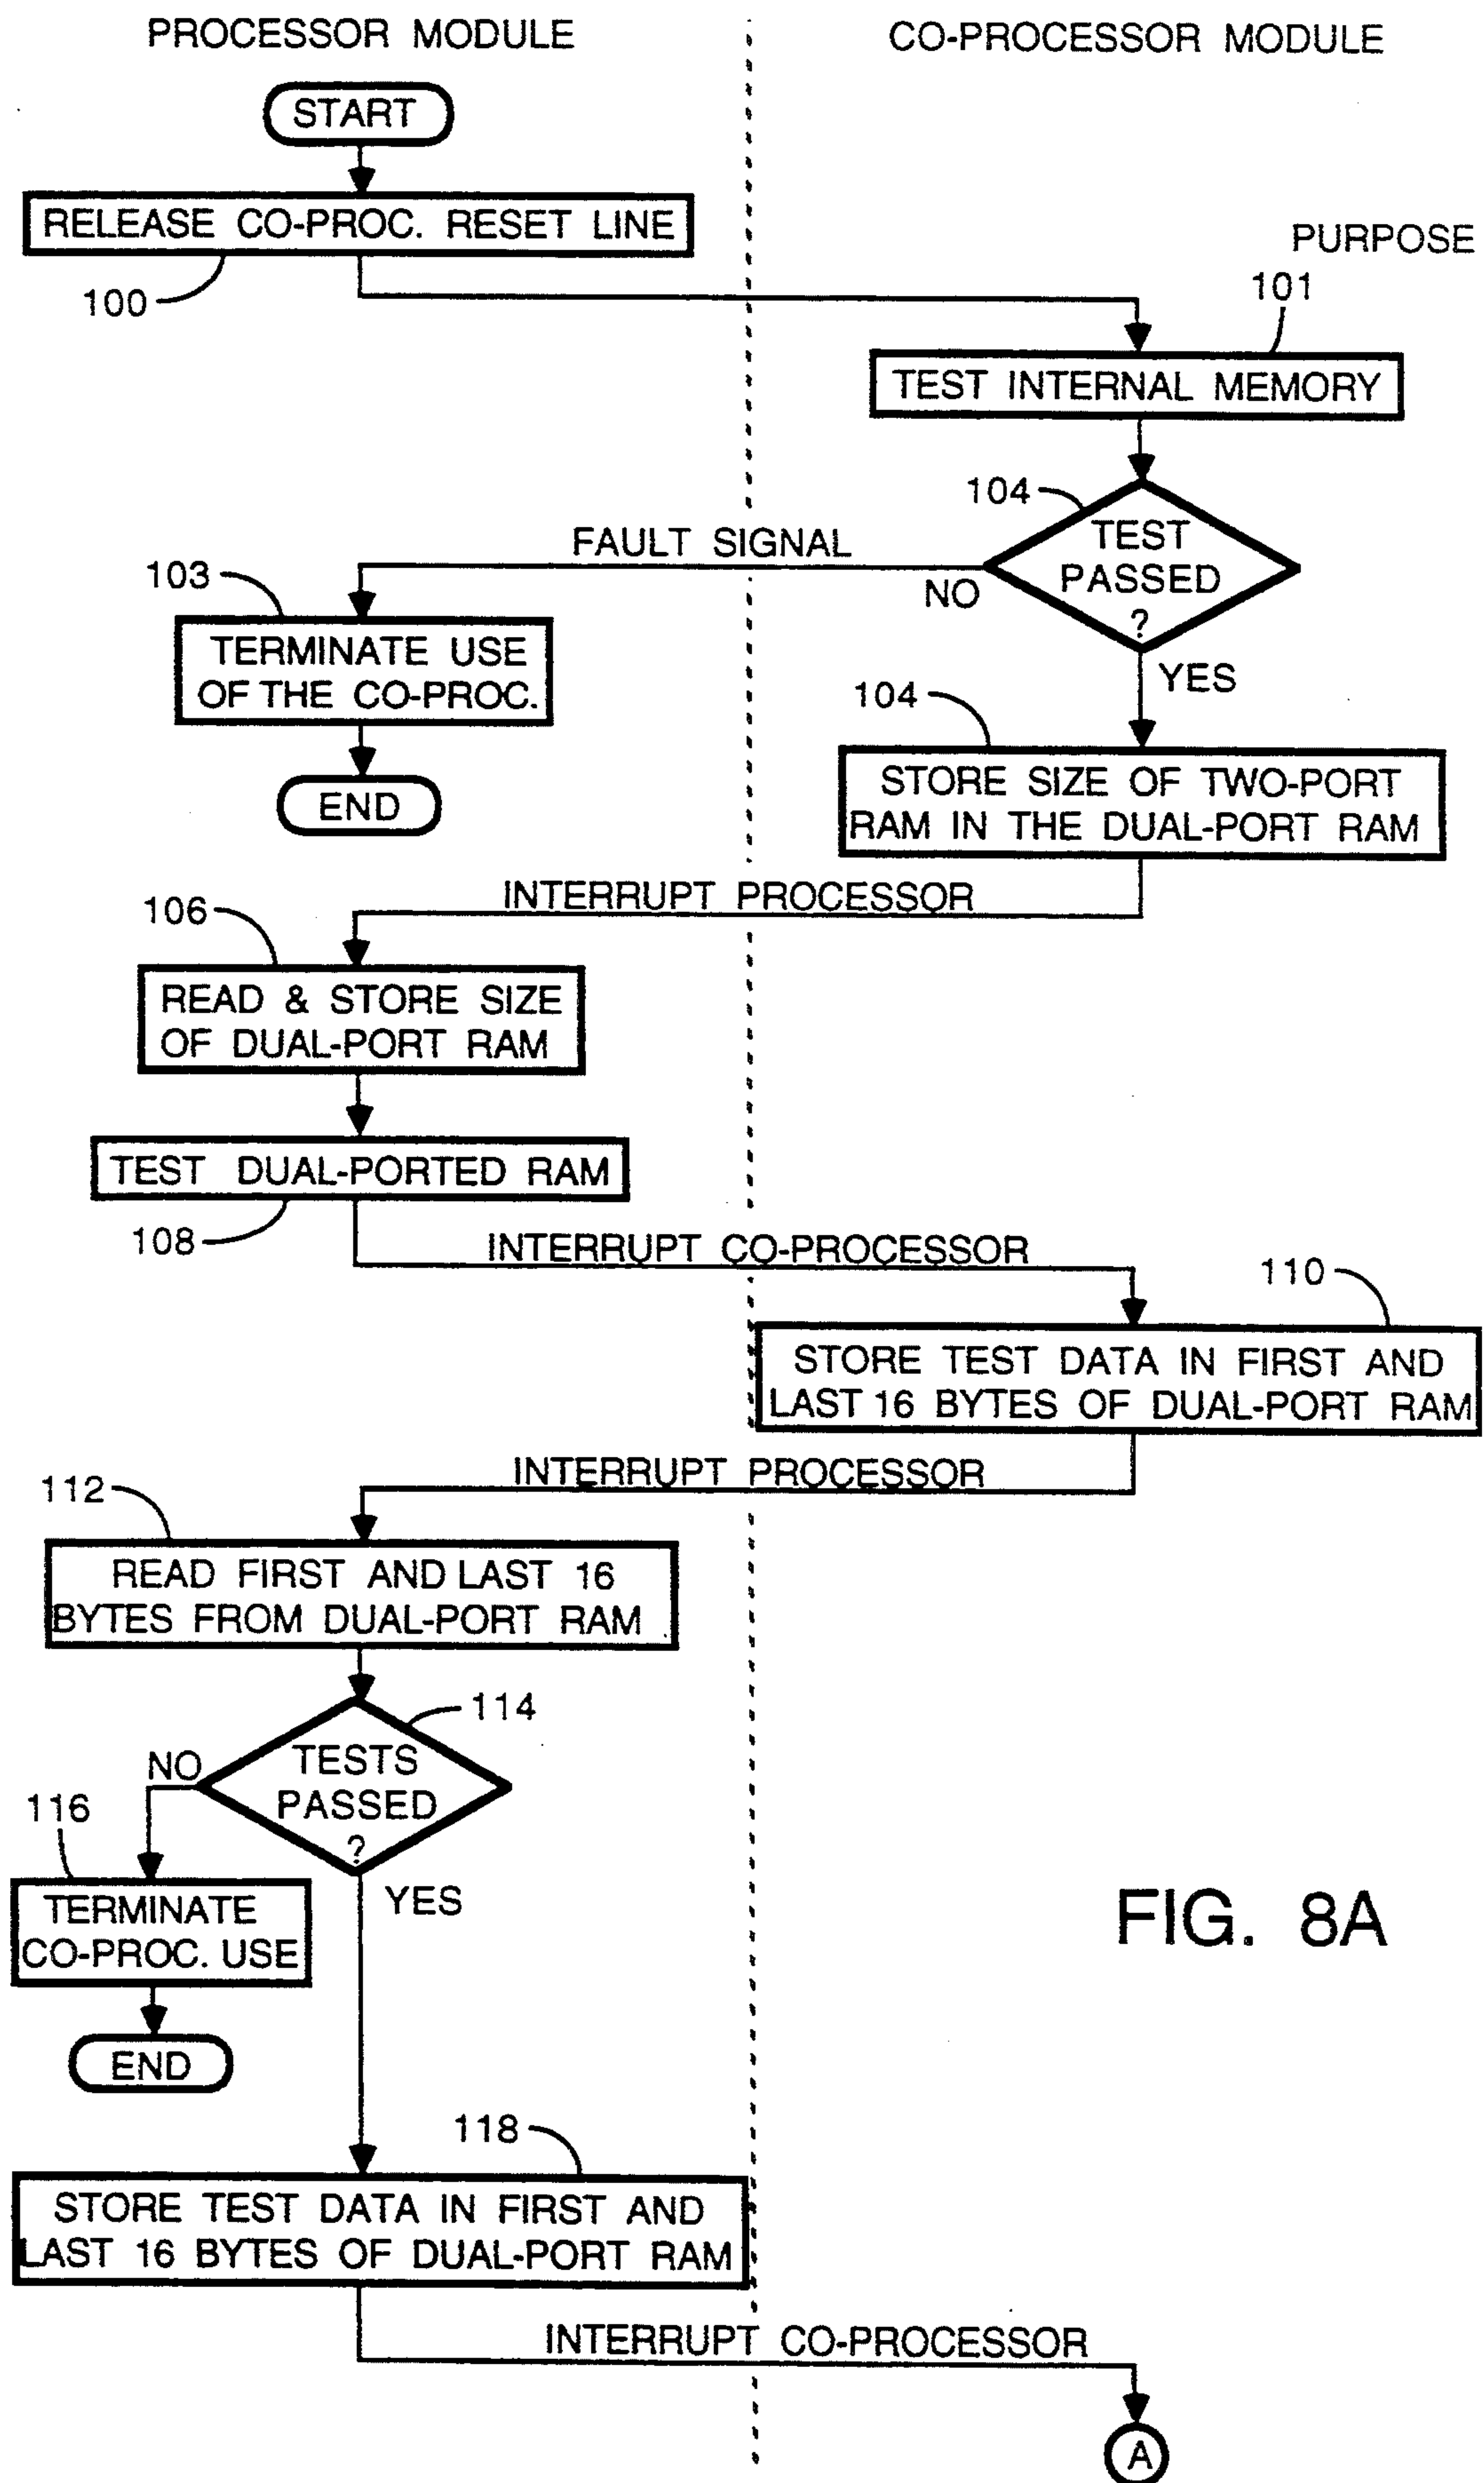 PROCESSOR MODULE
CO-PROCESSOR MODULE
START
RELEASE CO-PROC. RESET LINE
100
PURPOSE
101
TEST INTERNAL MEMORY
104
TEST
PASSED
?
FAULT SIGNAL
NO
YES
103
TERMINATE USE
OF THE CO-PROC.
END
104
STORE SIZE OF TWO-PORT
RAM IN THE DUAL-PORT RAM
INTERRUPT PROCESSOR
106
READ & STORE SIZE
OF DUAL-PORT RAM
TEST DUAL-PORTED RAM
108
INTERRUPT CO-PROCESSOR
110
STORE TEST DATA IN FIRST AND
LAST 16 BYTES OF DUAL-PORT RAM
INTERRUPT PROCESSOR
112
READ FIRST AND LAST 16
BYTES FROM DUAL-PORT RAM
114
TESTS
PASSED
?
NO
YES
116
TERMINATE
CO-PROC. USE
END
FIG. 8A
118
STORE TEST DATA IN FIRST AND
LAST 16 BYTES OF DUAL-PORT RAM
INTERRUPT CO-PROCESSOR
A